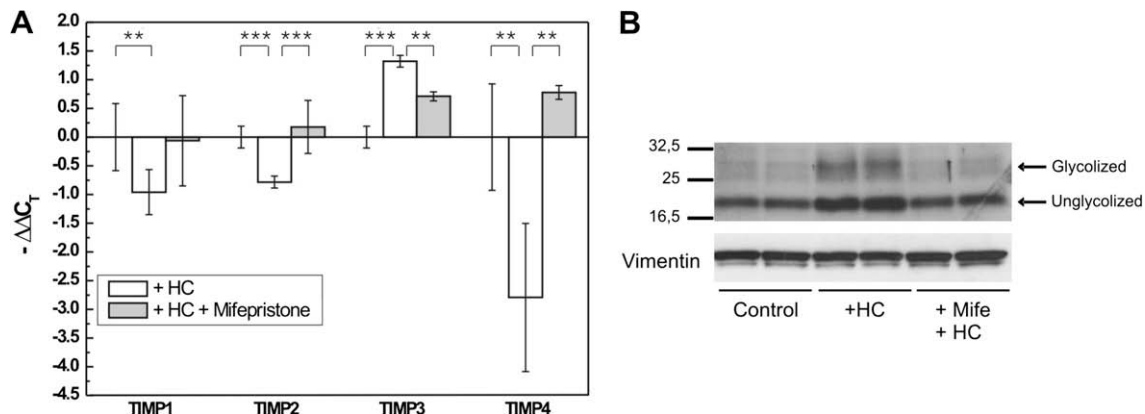 A
2.0
1.5
1.0
0.5
0.0
-0.5
-1.0
-1.5
-2.0
-2.5
-3.0
-3.5
-4.0
-4.5
- ΔΔC_T
** *** *** *** ** ** **
+ HC
+ HC + Mifepristone
TIMP1 TIMP2 TIMP3 TIMP4
B
32,5
25
16,5
Glycolized
Unglycolized
Vimentin
Control +HC + Mife
+ HC